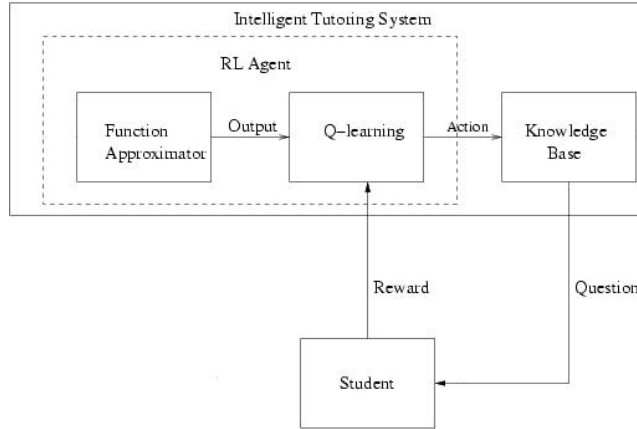 Intelligent Tutoring System
RL Agent
Function
Approximator
Output
Q-learning
Action
Knowledge
Base
Reward
Question
Student